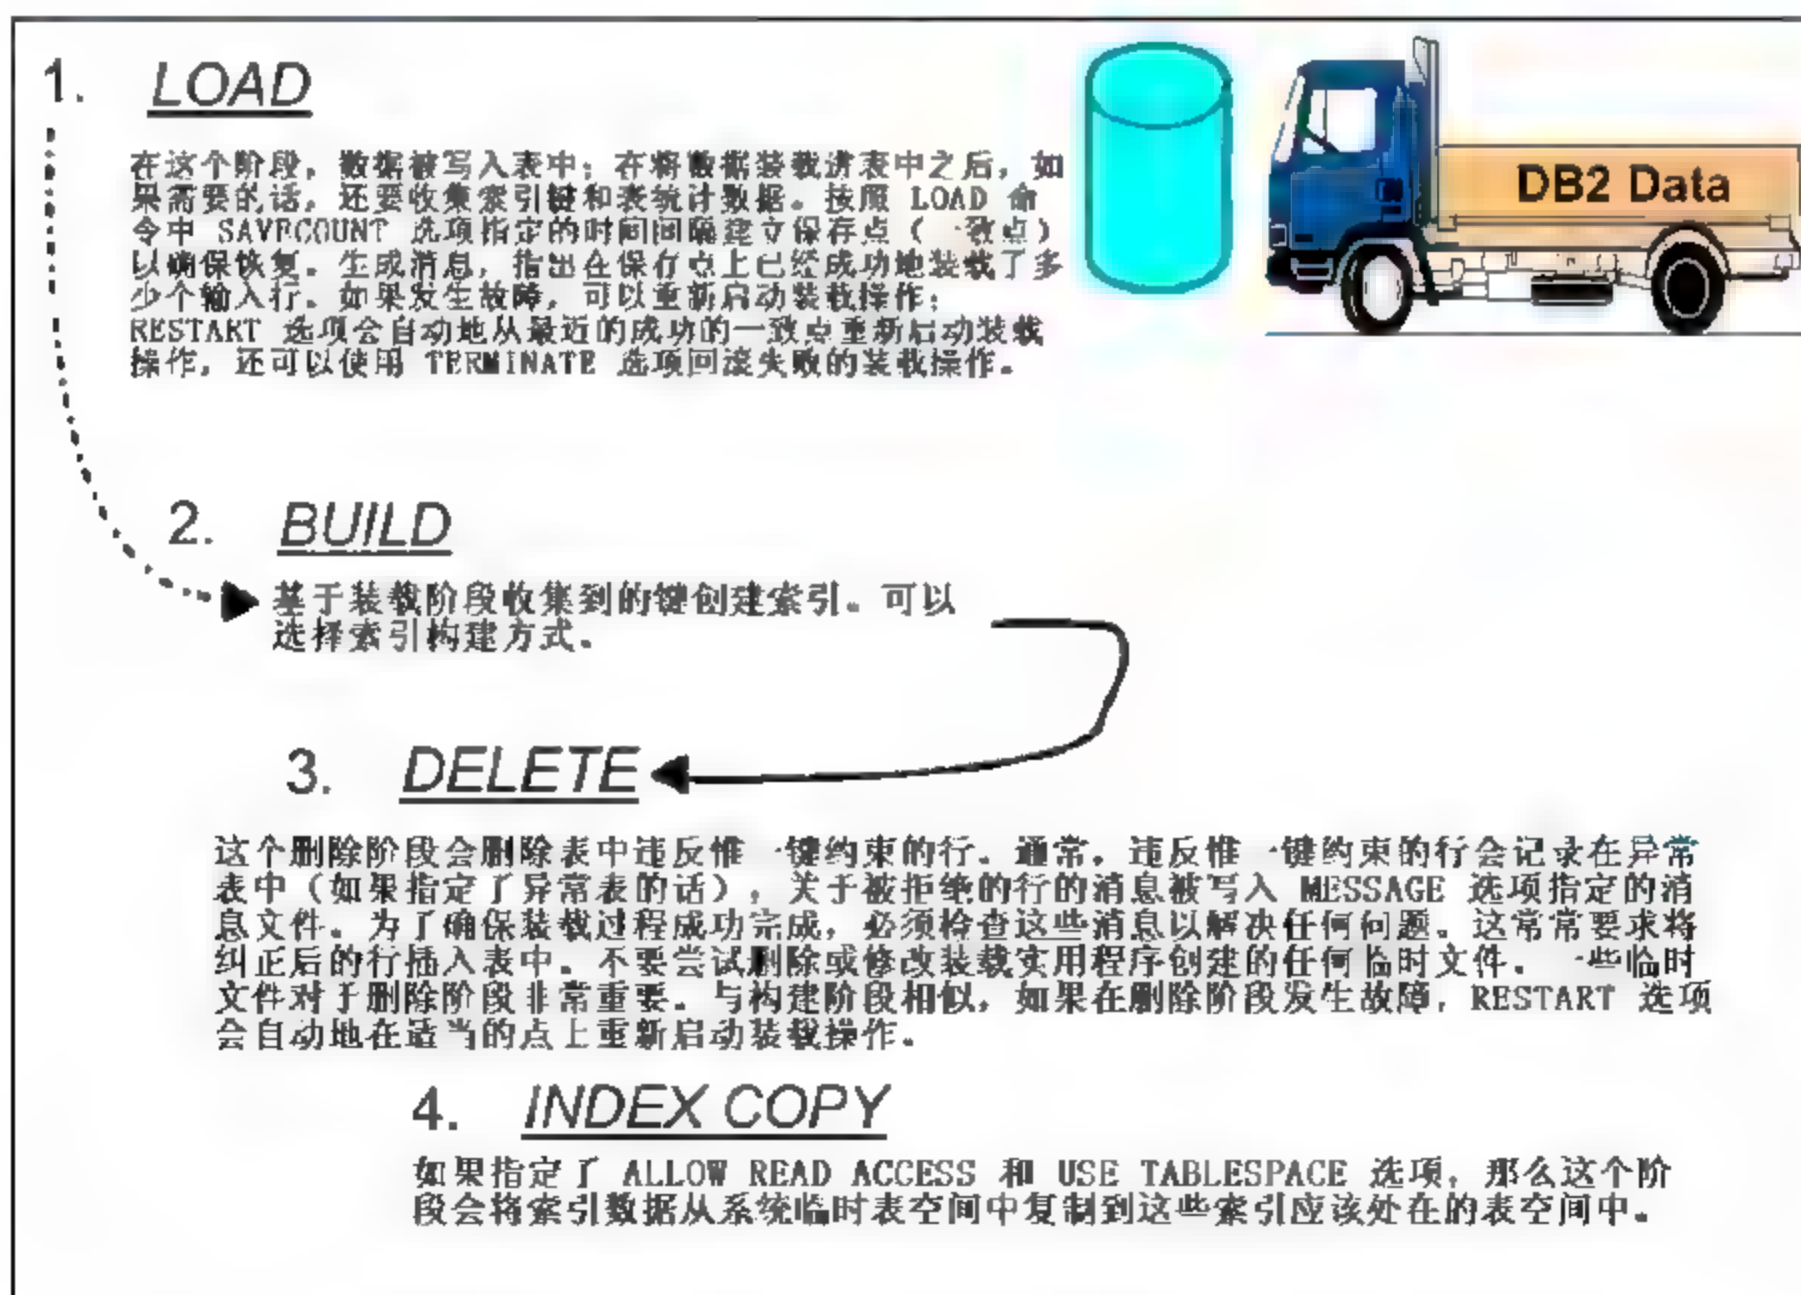 1. LOAD
DB2 Data
在这个阶段，数据被写入表中；在将数据装载进表中之后，如
果需要的话，还要收集索引键和表统计数据。按照 LOAD 命
令中 SAVECOUNT 选项指定的时间间隔建立保存点（一致点）
以确保恢复。生成消息，指出在保存点上已经成功地装载了多
少个输入行。如果发生故障，可以重新启动装载操作；
RESTART 选项会自动地从最近的成功的一致点重新启动装载
操作，还可以使用 TERMINATE 选项回滚失败的装载操作。
2. BUILD
基于装载阶段收集到的键创建索引。可以
选择索引构建方式。
3. DELETE
这个删除阶段会删除表中违反惟一键约束的行。通常，违反惟一键约束的行会记录在异常
表中（如果指定了异常表的话），关于被拒绝的行的消息被写入 MESSAGE 选项指定的消
息文件。为了确保装载过程成功完成，必须检查这些消息以解决任何问题。这常常要求将
纠正后的行插入表中。不要尝试删除或修改装载实用程序创建的任何临时文件。一些临时
文件对于删除阶段非常重要。与构建阶段相似，如果在删除阶段发生故障，RESTART 选项
会自动地在适当的点上重新启动装载操作。
4. INDEX COPY
如果指定了 ALLOW READ ACCESS 和 USE TABLESPACE 选项，那么这个阶
段会将索引数据从系统临时表空间中复制到这些索引应该处在的表空间中。